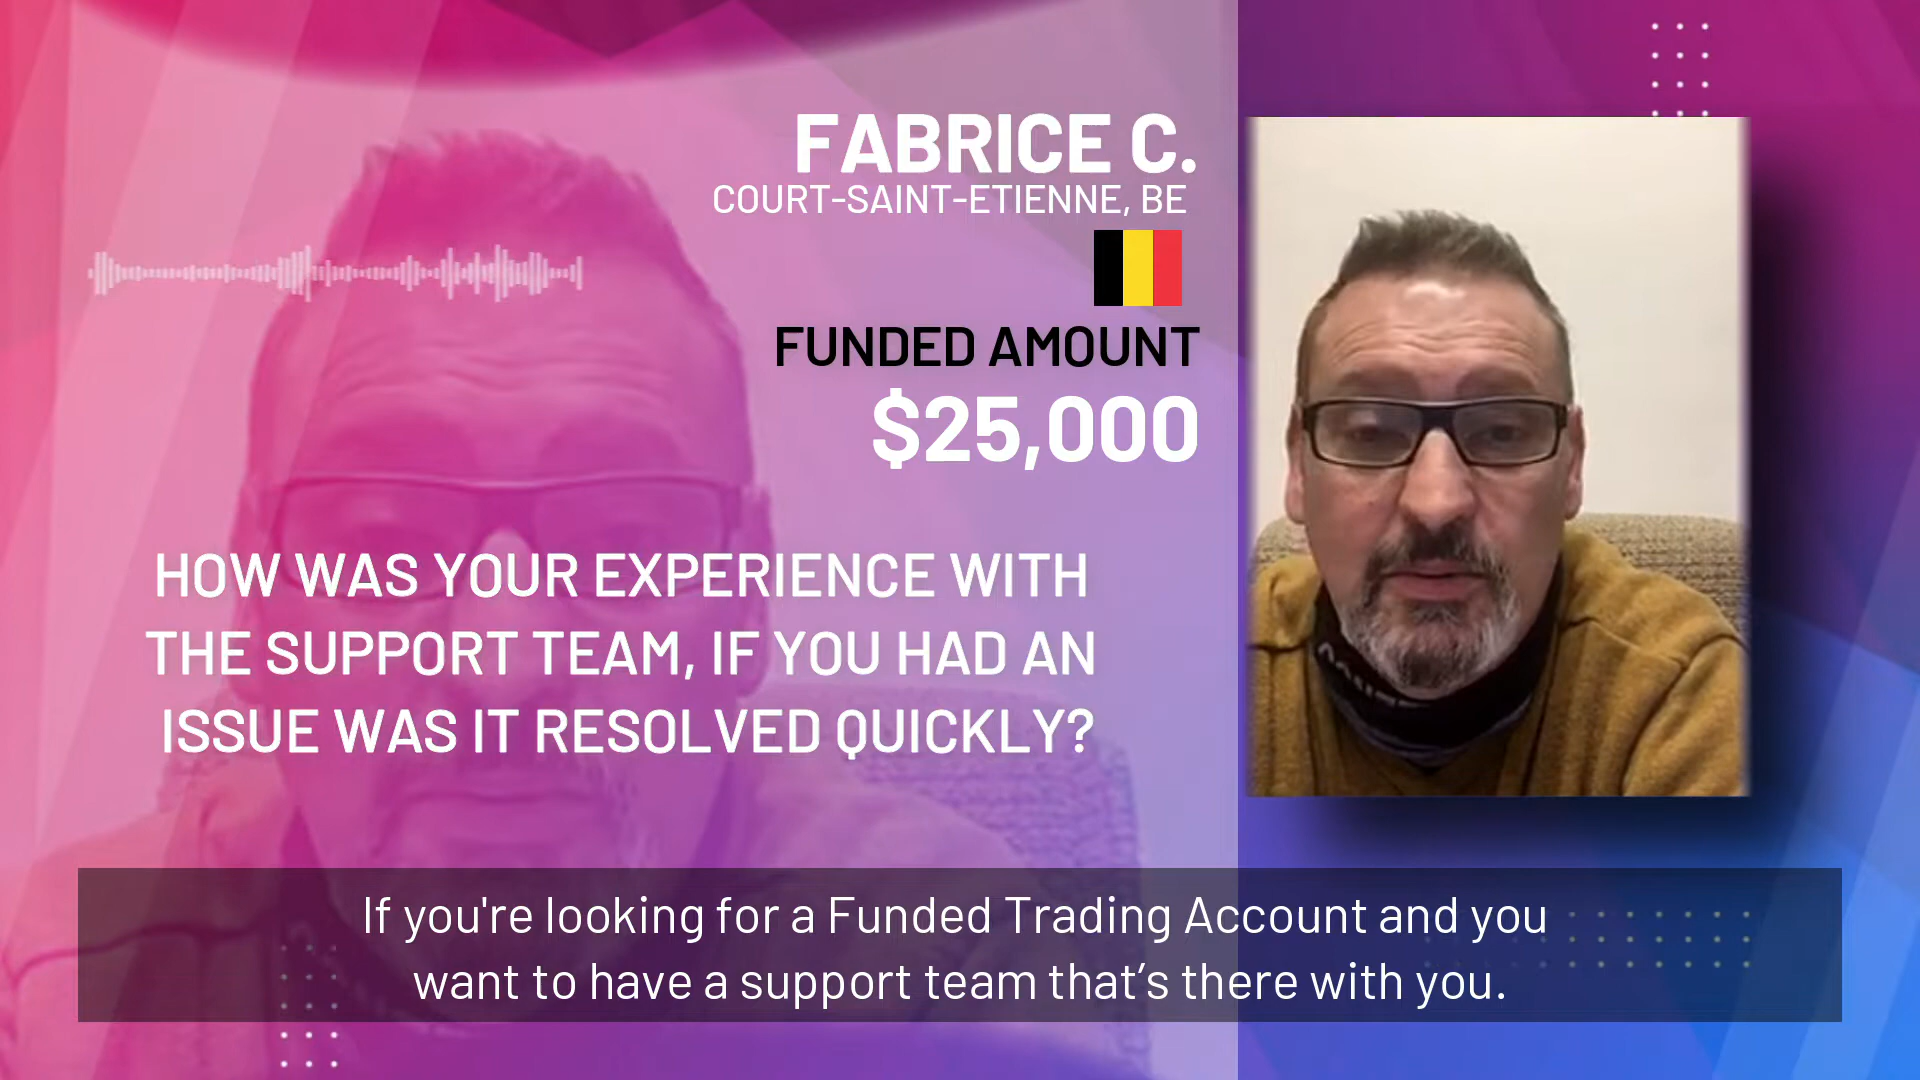 FABRICE C.
COURT-SAINT-ETIENNE, BE
FUNDED AMOUNT
$25,000
HOW WAS YOUR EXPERIENCE WITH
THE SUPPORT TEAM, IF YOU HAD AN
ISSUE WAS IT RESOLVED QUICKLY?
If you're looking for a Funded Trading Account and you
want to have a support team that’s there with you.